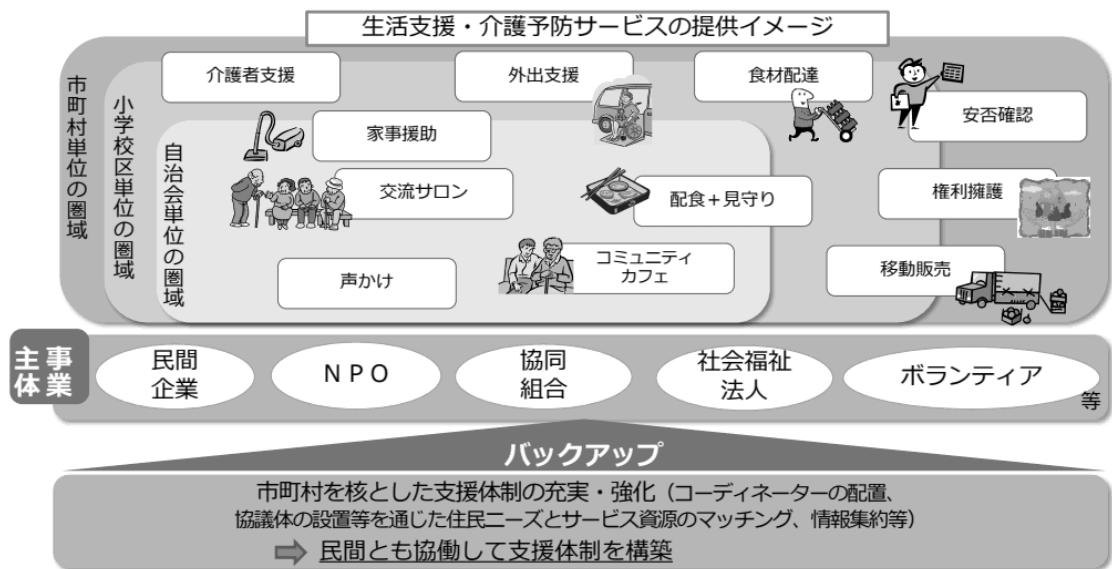 生活支援・介護予防サービスの提供イメージ
市町村単位の圏域
小学校区単位の圏域
自治会単位の圏域
介護者支援
外出支援
食材配達
安否確認
家事援助
交流サロン
配食＋見守り
権利擁護
声かけ
コミュニティ
カフェ
移動販売
事業
主体
民間
企業
ＮＰＯ
協同
組合
社会福祉
法人
ボランティア
等
バックアップ
市町村を核とした支援体制の充実・強化（コーディネーターの配置、
協議体の設置等を通じた住民ニーズとサービス資源のマッチング、情報集約等）
民間とも協働して支援体制を構築